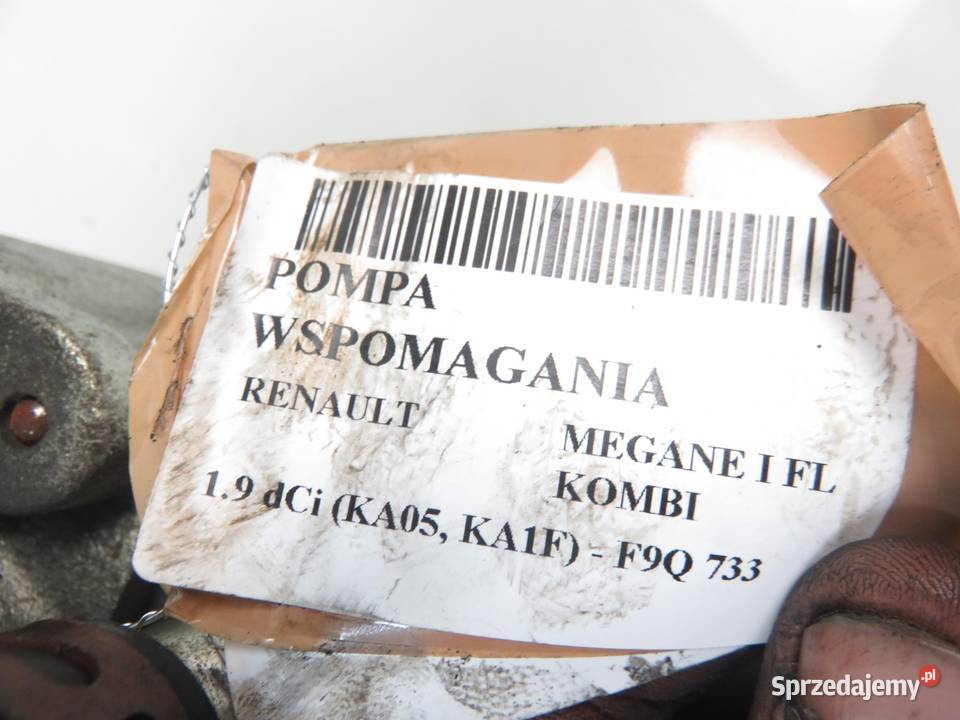 POMPA
WSPOMAGANIA
RENAULT
MEGANE I FL
KOMBI
1.9 dCi (KA05, KA1F) - F9Q 733
Sprzedajemy.pl